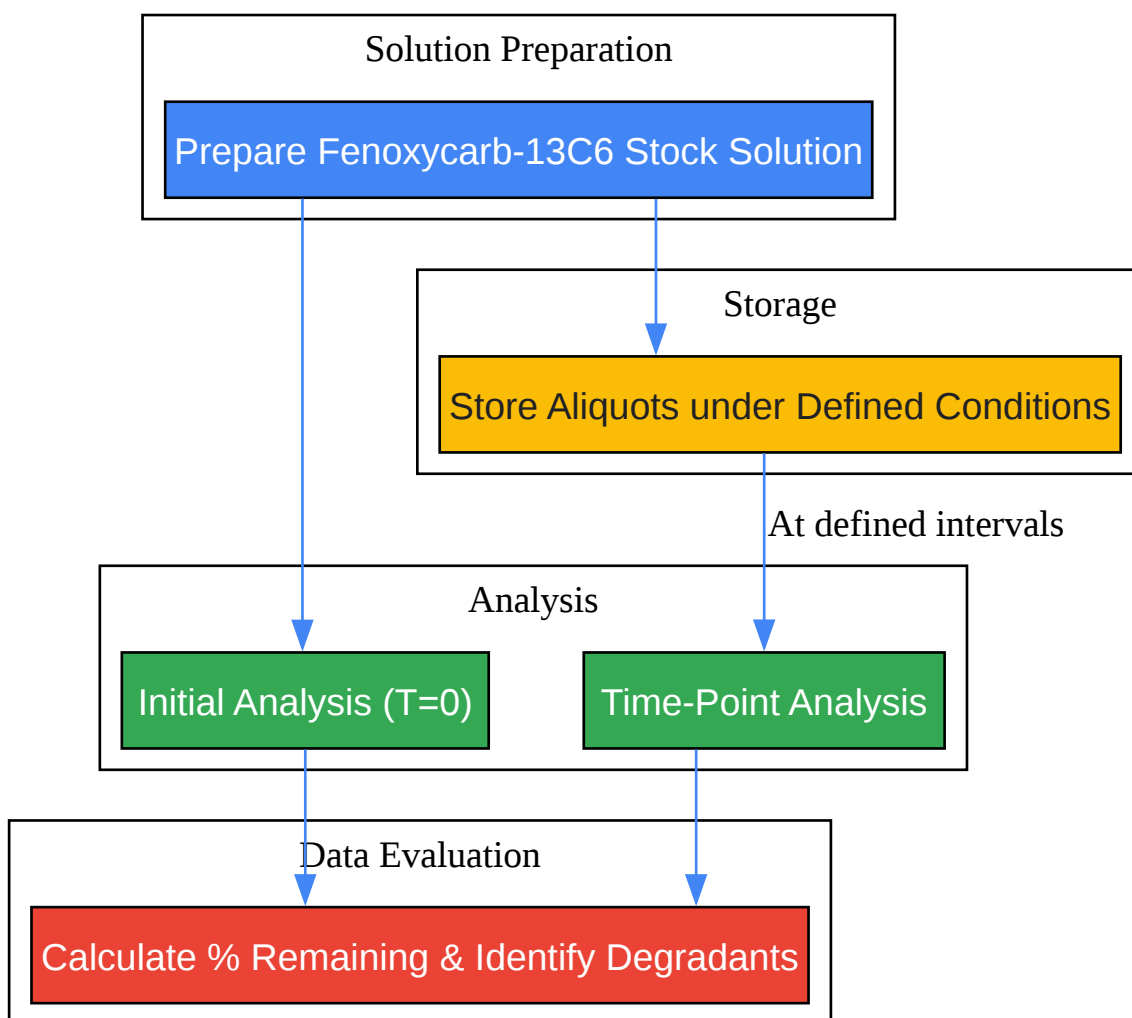 Solution Preparation
Prepare Fenoxycarb-13C6 Stock Solution
Storage
Store Aliquots under Defined Conditions
At defined intervals
Analysis
Initial Analysis (T=0)
Time-Point Analysis
Data Evaluation
Calculate % Remaining & Identify Degradants